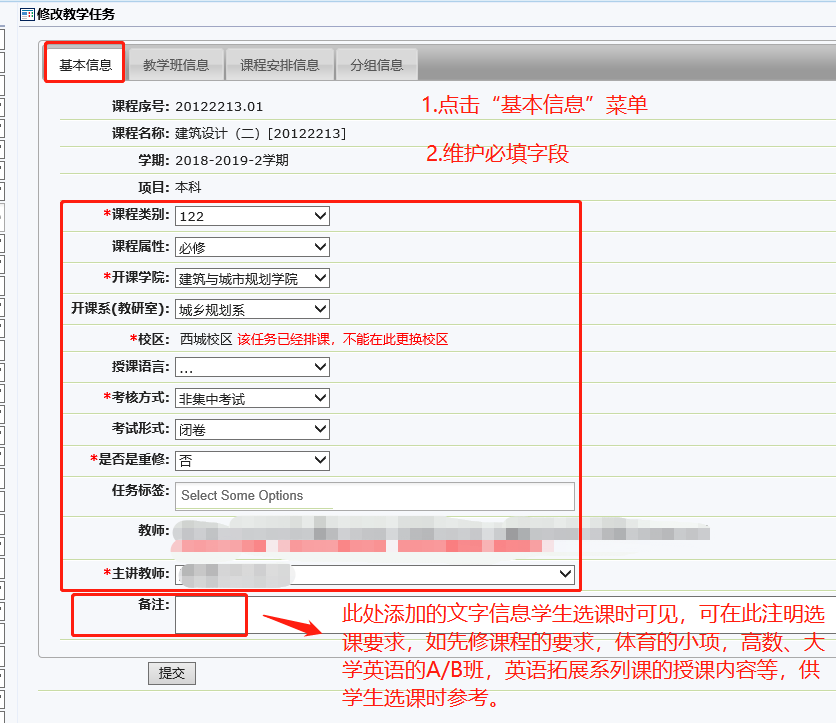 修改教学任务
基本信息 教学班信息 课程安排信息 分组信息
课程序号: 20122213.01
1.点击“基本信息”菜单
课程名称: 建筑设计（二）[20122213]
2.维护必填字段
学期: 2018-2019-2学期
项目: 本科
*课程类别: 122
课程属性: 必修
*开课学院: 建筑与城市规划学院
开课系(教研室): 城乡规划系
*校区: 西城校区 该任务已经排课，不能在此更换校区
授课语言: ...
*考核方式: 非集中考试
考试形式: 闭卷
*是否是重修: 否
任务标签: Select Some Options
教师:
*主讲教师:
备注:
此处添加的文字信息学生选课时可见，可在此注明选
课要求，如先修课程的要求，体育的小项，高数、大
学英语的A/B班，英语拓展系列课的授课内容等，供
学生选课时参考。
提交